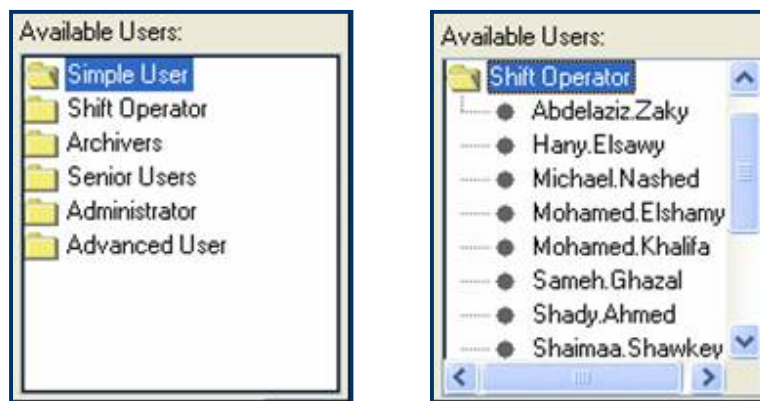 Available Users:
Simple User
Shift Operator
Archivers
Senior Users
Administrator
Advanced User
Available Users:
Shift Operator
Abdelaziz.Zaky
Hany.Elsawy
Michael.Nashed
Mohamed.Elshamy
Mohamed.Khalifa
Sameh.Ghazal
Shady.Ahmed
Shaimaa.Shawkey